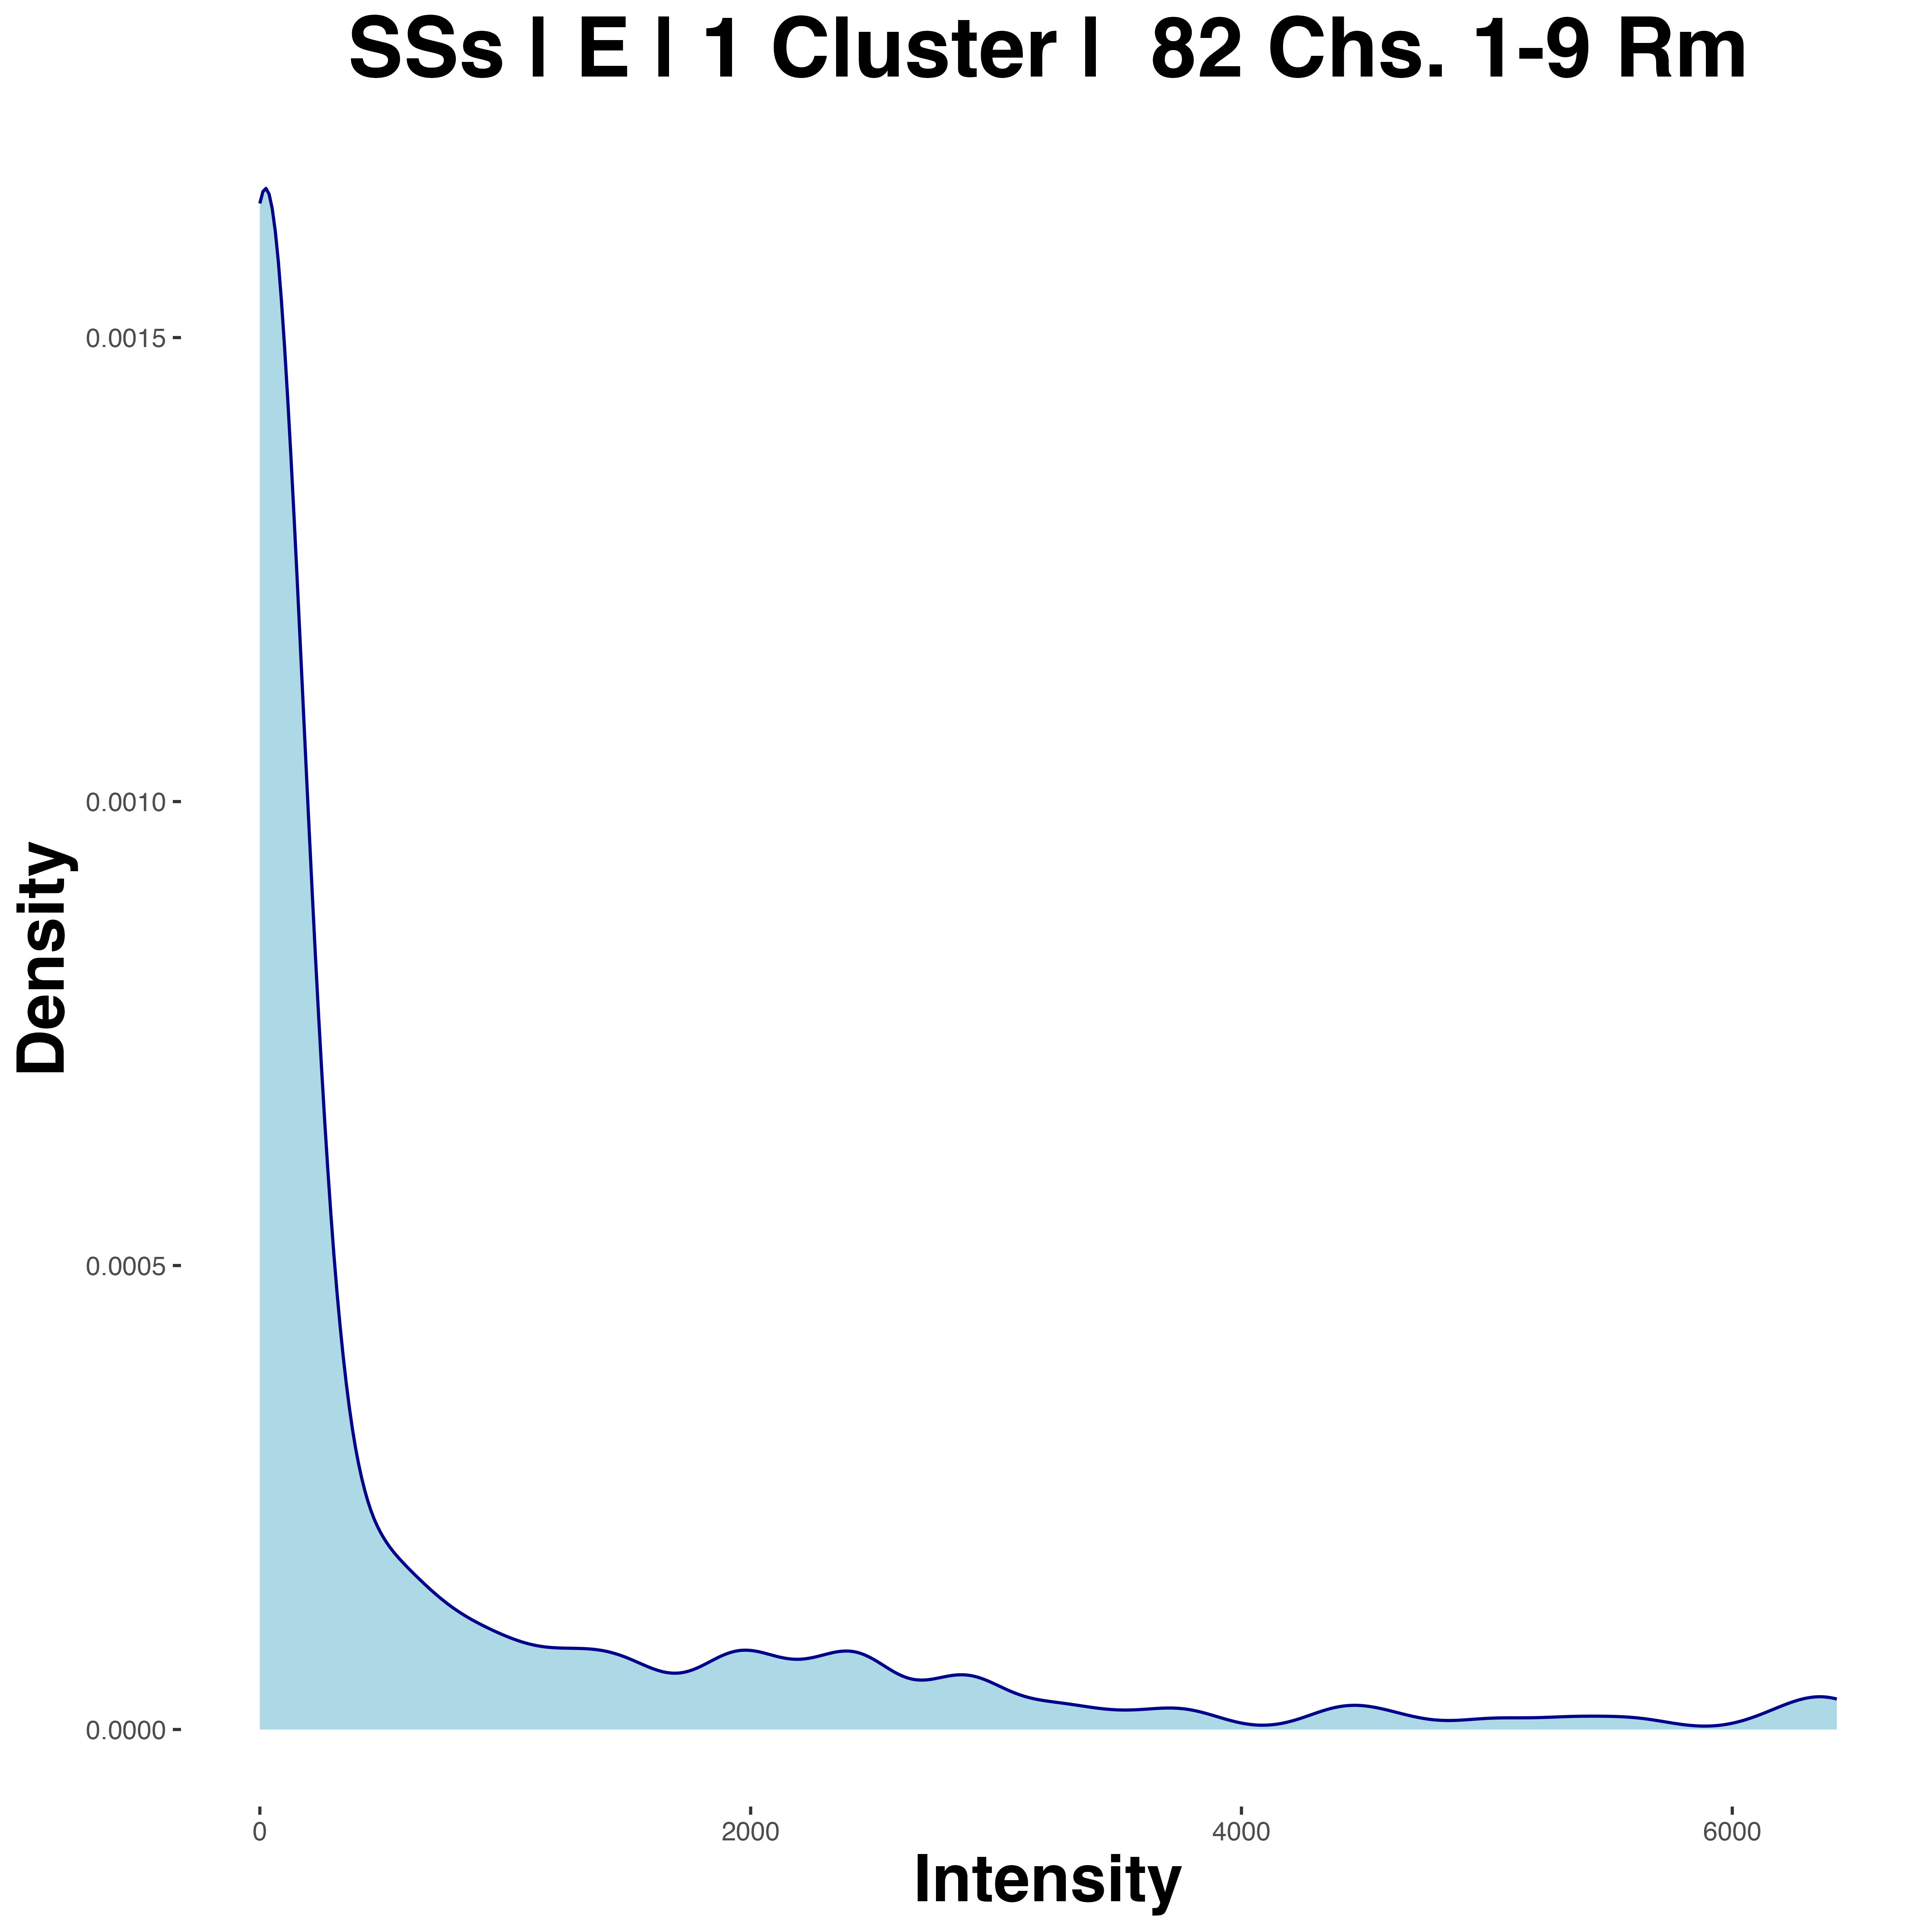 SSs | E | 1 Cluster |  82 Chs. 1-9 Rm
0.0015
0.0010
0.0005
0.0000
Density
0 2000 4000 6000
Intensity